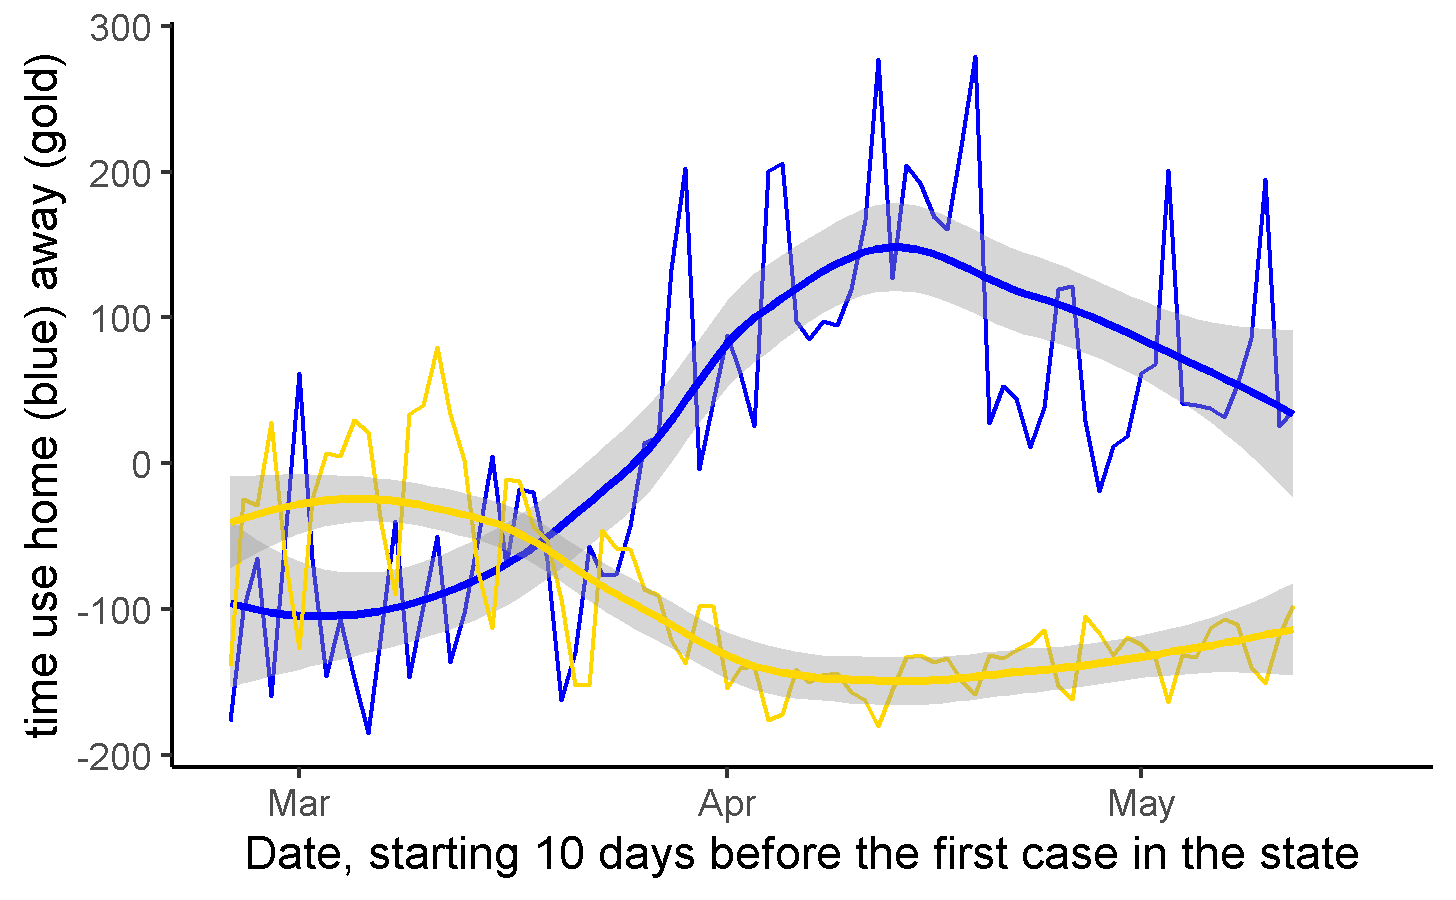 time use home (blue) away (gold)
300
200
100
0
-100
-200
Mar
Apr
May
Date, starting 10 days before the first case in the state